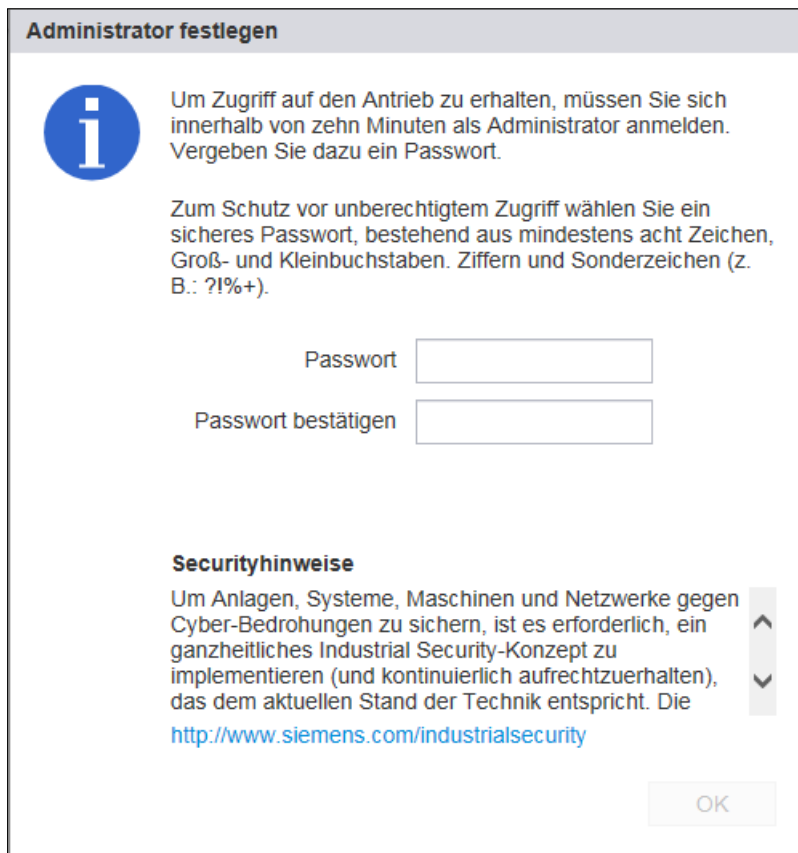 Administrator festlegen
Um Zugriff auf den Antrieb zu erhalten, müssen Sie sich
innerhalb von zehn Minuten als Administrator anmelden.
Vergeben Sie dazu ein Passwort.
Zum Schutz vor unberechtigtem Zugriff wählen Sie ein
sicheres Passwort, bestehend aus mindestens acht Zeichen,
Groß- und Kleinbuchstaben. Ziffern und Sonderzeichen (z.
B.: ?!%+).
Passwort
Passwort bestätigen
Securityhinweise
Um Anlagen, Systeme, Maschinen und Netzwerke gegen
Cyber-Bedrohungen zu sichern, ist es erforderlich, ein
ganzheitliches Industrial Security-Konzept zu
implementieren (und kontinuierlich aufrechtzuerhalten),
das dem aktuellen Stand der Technik entspricht. Die
http://www.siemens.com/industrialsecurity
OK